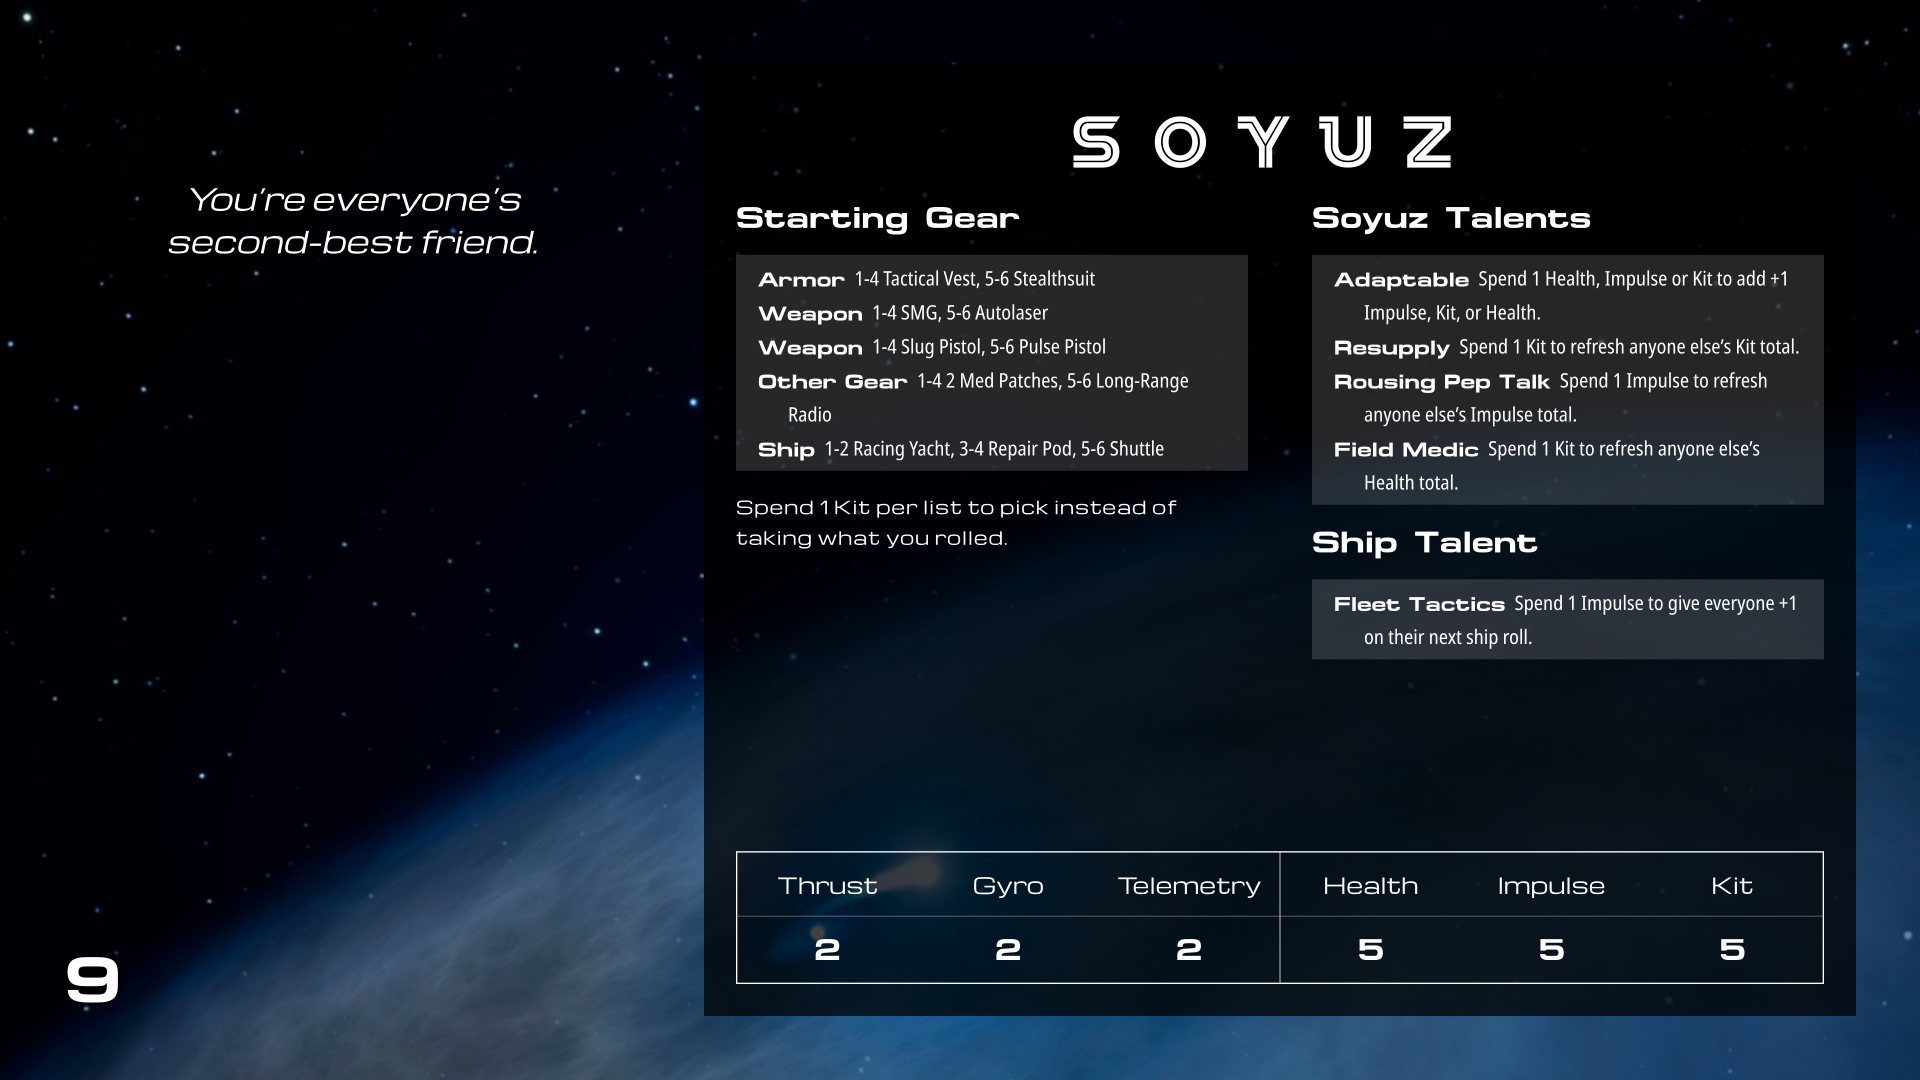 You're everyone's
second-best friend.
SOYUZ
Starting Gear
Armor 1-4 Tactical Vest, 5-6 Stealthsuit
Weapon 1-4 SMG, 5-6 Autolaser
Weapon 1-4 Slug Pistol, 5-6 Pulse Pistol
Other Gear 1-4 2 Med Patches, 5-6 Long-Range
Radio
Ship 1-2 Racing Yacht, 3-4 Repair Pod, 5-6 Shuttle
Spend 1 Kit per list to pick instead of
taking what you rolled.
Soyuz Talents
Adaptable Spend 1 Health, Impulse or Kit to add +1
Impulse, Kit, or Health.
Resupply Spend 1 Kit to refresh anyone else's Kit total.
Rousing Pep Talk Spend 1 Impulse to refresh
anyone else's Impulse total.
Field Medic Spend 1 Kit to refresh anyone else's
Health total.
Ship Talent
Fleet Tactics Spend 1 Impulse to give everyone +1
on their next ship roll.
Thrust Gyro Telemetry Health Impulse Kit
2 2 2 5 5 5
9